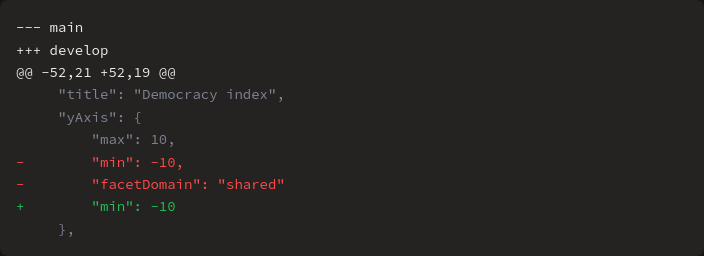 --- main
+++ develop
@@ -52,21 +52,19 @@
     "title": "Democracy index",
     "yAxis": {
         "max": 10,
-        "min": -10,
-        "facetDomain": "shared"
+        "min": -10
     },